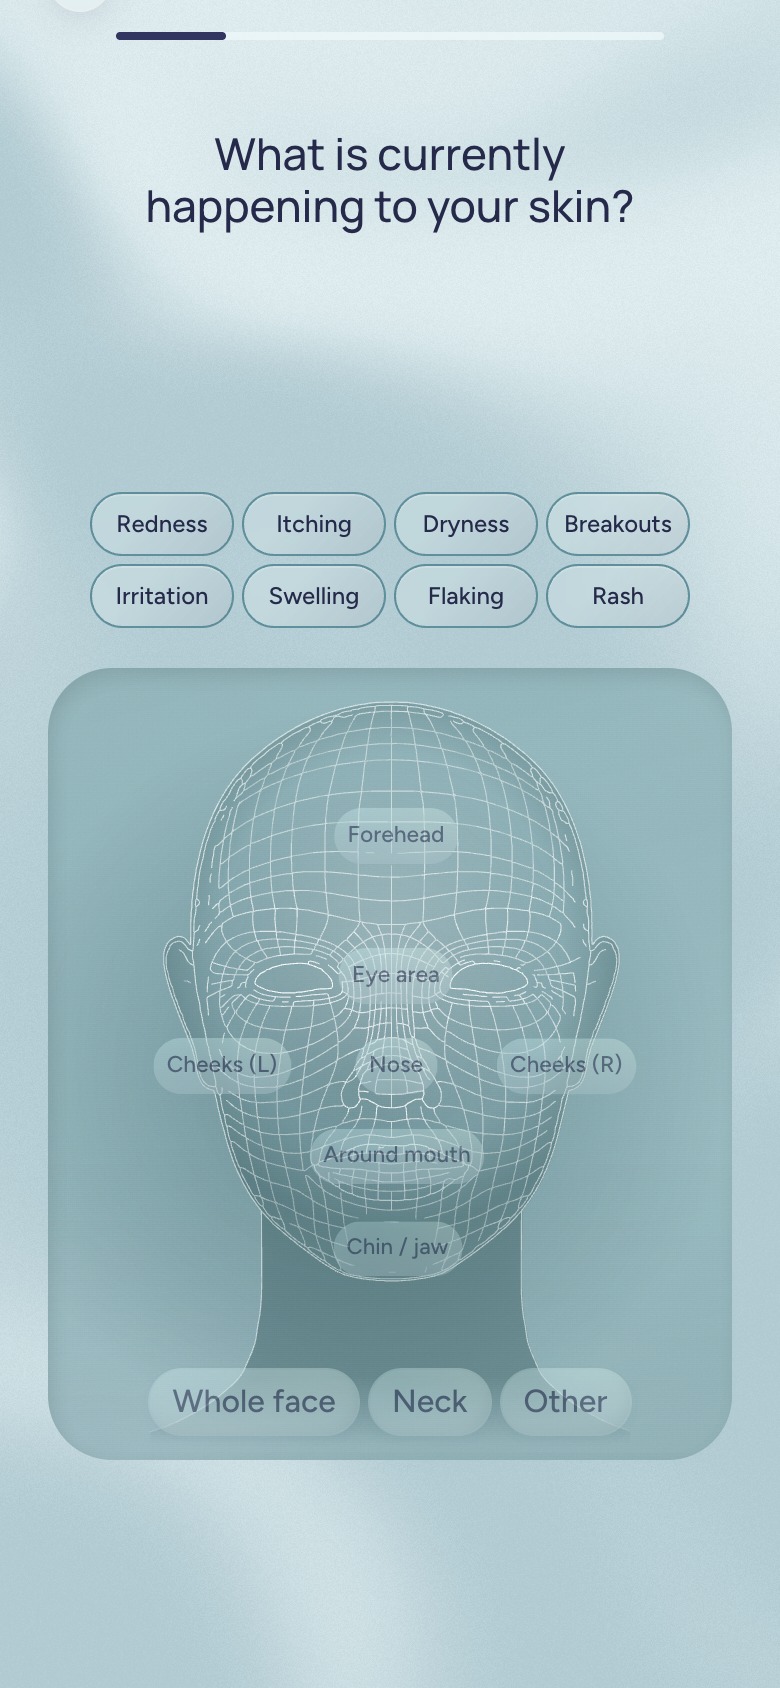 What is currently
happening to your skin?
Redness Itching Dryness Breakouts
Irritation Swelling Flaking Rash
Forehead
Eye area
Cheeks (L) Nose Cheeks (R)
Around mouth
Chin / jaw
Whole face Neck Other